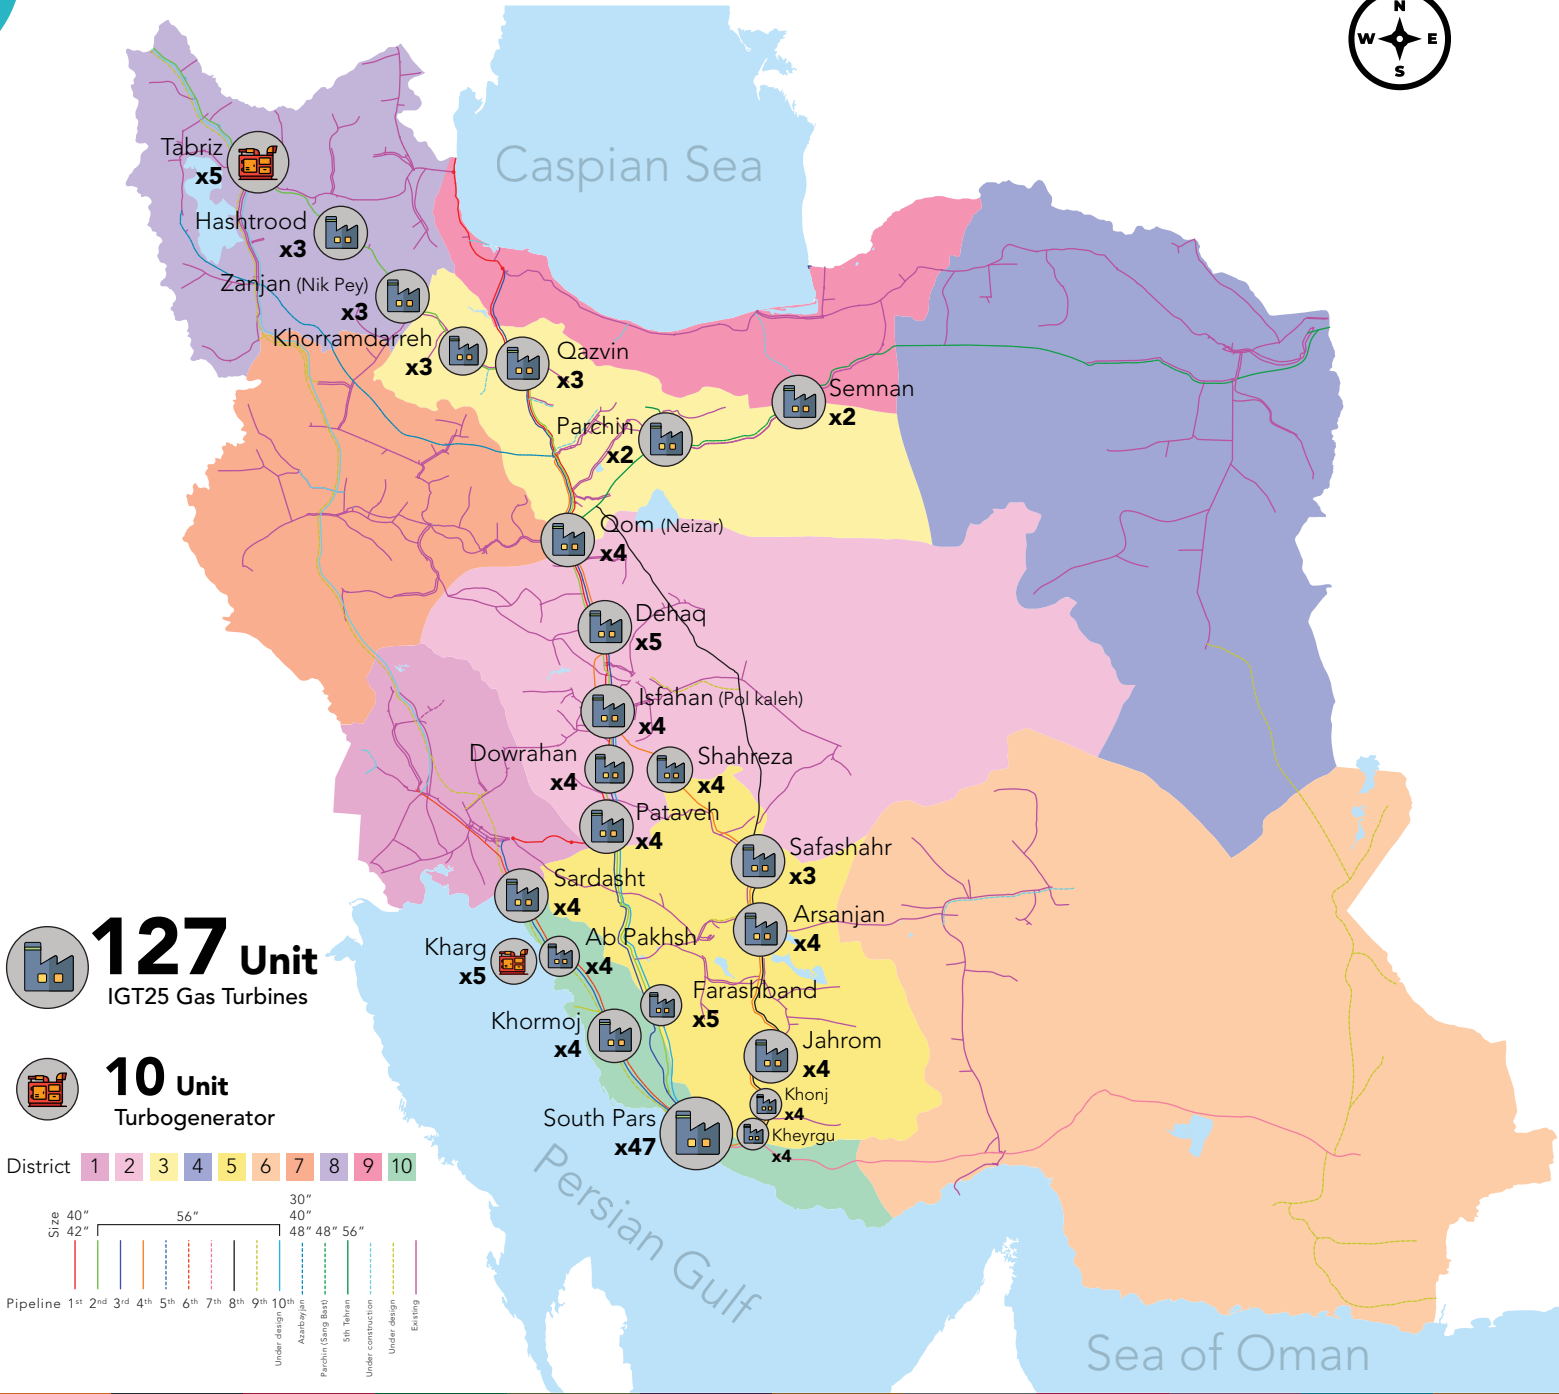 N
W E
S
Caspian Sea
Tabriz
x5
Hashtrood
x3
Zanjan (Nik Pey)
x3
Khorramdarreh
x3
Qazvin
x3
Semnan
x2
Parchin
x2
Qom (Neizar)
x4
Dehaq
x5
Isfahan (Pol kaleh)
x4
Dowrahan
x4
Shahreza
x4
Pataveh
x4
Safashahr
x3
Sardasht
x4
Arsanjan
x4
Ab Pakhsh
x4
Kharg
x5
Farashband
x5
Khormoj
x4
Jahrom
x4
Khonj
x4
Kheyrgu
x4
South Pars
x47
Persian Gulf
Sea of Oman
127 Unit
IGT25 Gas Turbines
10 Unit
Turbogenerator
District 1 2 3 4 5 6 7 8 9 10
Size
40” 42”
56”
30” 40” 48”
48”
56”
Pipeline 1st 2nd 3rd 4th 5th 6th 7th 8th 9th 10th
Under design
Azarbayjan
Parchin (Sang Bast)
5th Tehran
Under construction
Under design
Existing